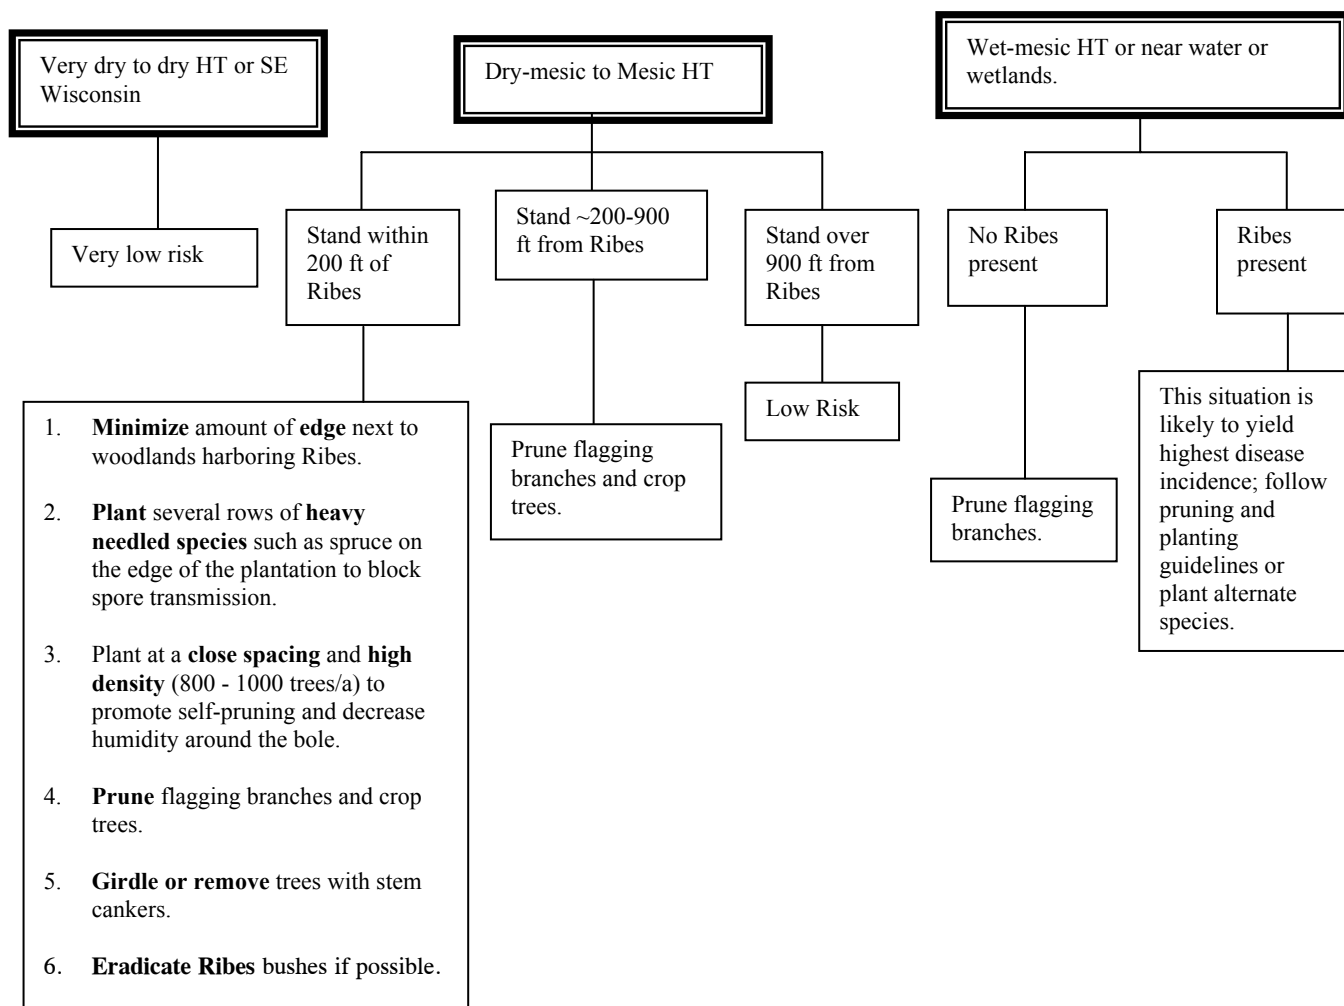 Very dry to dry HT or SE
Wisconsin
Dry-mesic to Mesic HT
Wet-mesic HT or near water or
wetlands.
Very low risk
Stand within
200 ft of
Ribes
Stand ~200-900
ft from Ribes
Stand over
900 ft from
Ribes
No Ribes
present
Ribes
present
1. Minimize amount of edge next to
woodlands harboring Ribes.
2. Plant several rows of heavy
needled species such as spruce on
the edge of the plantation to block
spore transmission.
3. Plant at a close spacing and high
density (800 - 1000 trees/a) to
promote self-pruning and decrease
humidity around the bole.
4. Prune flagging branches and crop
trees.
5. Girdle or remove trees with stem
cankers.
6. Eradicate Ribes bushes if possible.
Prune flagging
branches and crop
trees.
Low Risk
Prune flagging
branches.
This situation is
likely to yield
highest disease
incidence; follow
pruning and
planting
guidelines or
plant alternate
species.